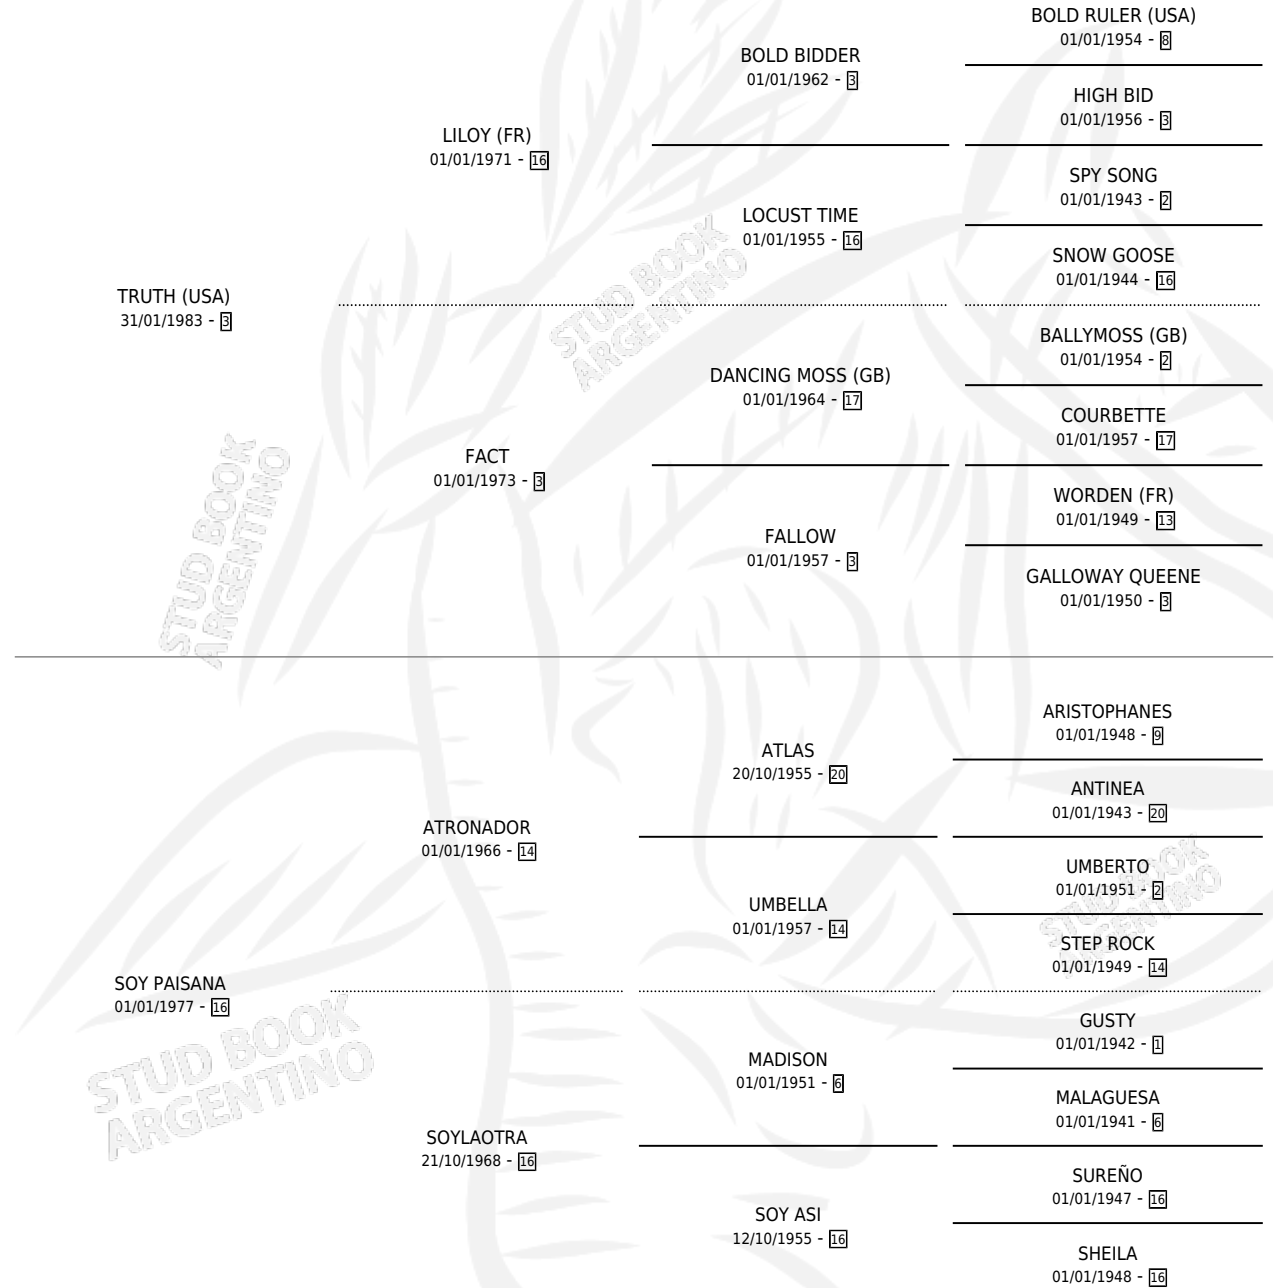 BOLD RULER (USA)
01/01/1954 - 8
BOLD BIDDER
01/01/1962 - 3
HIGH BID
01/01/1956 - 3
LILOY (FR)
01/01/1971 - 16
SPY SONG
01/01/1943 - 2
LOCUST TIME
01/01/1955 - 16
SNOW GOOSE
01/01/1944 - 16
TRUTH (USA)
31/01/1983 - 3
BALLYMOSS (GB)
01/01/1954 - 2
DANCING MOSS (GB)
01/01/1964 - 17
COURBETTE
01/01/1957 - 17
FACT
01/01/1973 - 3
WORDEN (FR)
01/01/1949 - 13
FALLOW
01/01/1957 - 3
GALLOWAY QUEENE
01/01/1950 - 3
ARISTOPHANES
01/01/1948 - 9
ATLAS
20/10/1955 - 20
ANTINEA
01/01/1943 - 20
ATRONADOR
01/01/1966 - 14
UMBERTO
01/01/1951 - 2
UMBELLA
01/01/1957 - 14
STEP ROCK
01/01/1949 - 14
SOY PAISANA
01/01/1977 - 16
GUSTY
01/01/1942 - 1
MADISON
01/01/1951 - 6
MALAGUESA
01/01/1941 - 6
SOYLAOTRA
21/10/1968 - 16
SUREÑO
01/01/1947 - 16
SOY ASI
12/10/1955 - 16
SHEILA
01/01/1948 - 16
STUD BOOK
ARGENTINO
STUD BOOK
ARGENTINO
STUD BOOK
ARGENTINO
STUD BOOK
ARGENTINO